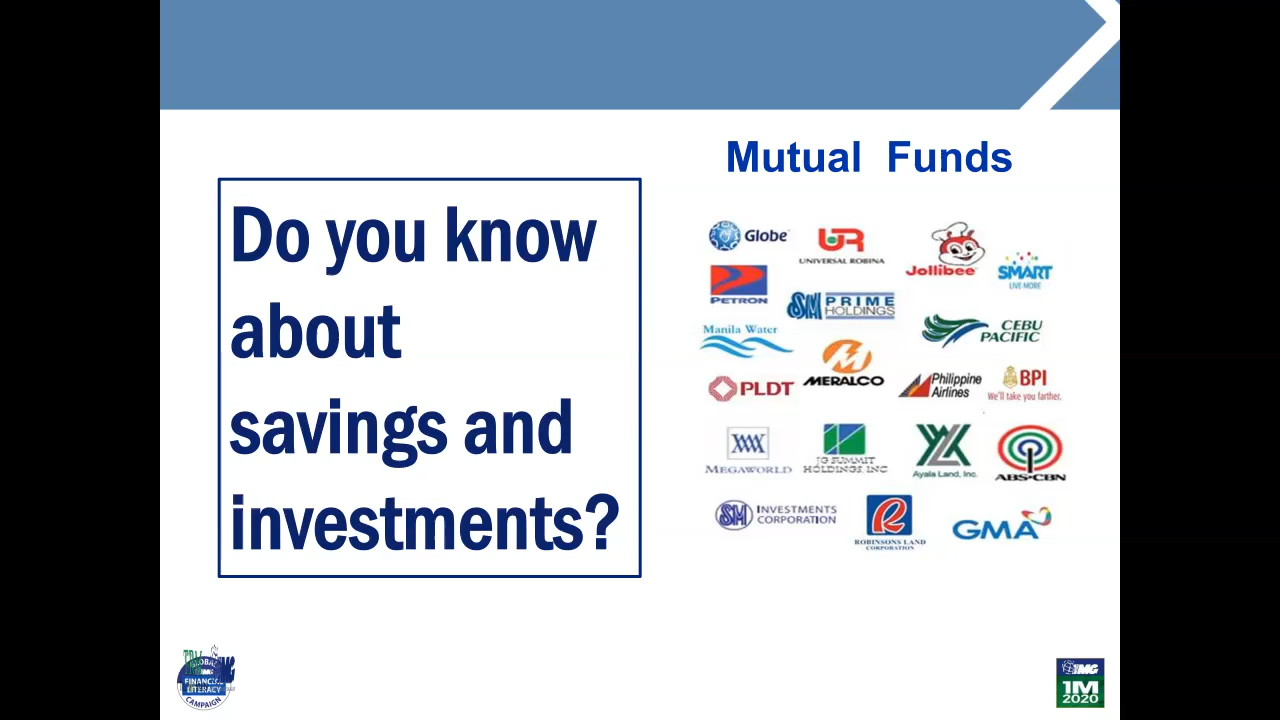 Mutual Funds
Do you know
about
savings and
investments?
Globe
UNIVERSAL ROBINA
Jollibee
SMART
LIVE MORE
PETRON
SM PRIME
HOLDINGS
Manila Water
CEBU
PACIFIC
MERALCO
PLDT
Philippine
Airlines
BPI
We'll take you farther.
MEGAWORLD
JG SUMMIT
HOLDINGS, INC
Ayala Land, Inc.
ABS-CBN
SM INVESTMENTS
CORPORATION
R
ROBINSONS LAND
CORPORATION
GMA
GLOBAL
IMG
FINANCIAL
LITERACY
CAMPAIGN
IMG
1M
2020